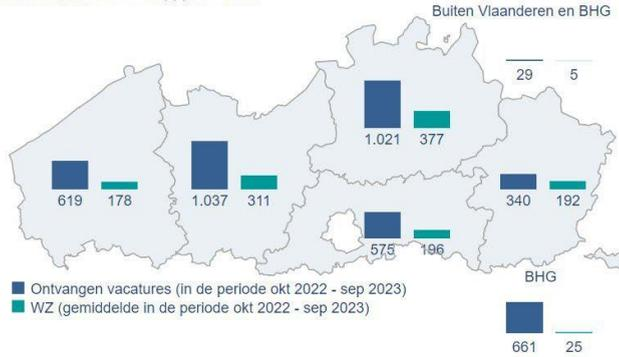 Buiten Vlaanderen en BHG
29 5
1.021 377
619 178
1.037 311
340 192
575 196
Ontvangen vacatures (in de periode okt 2022 - sep 2023)
WZ (gemiddelde in de periode okt 2022 - sep 2023)
BHG
661 25